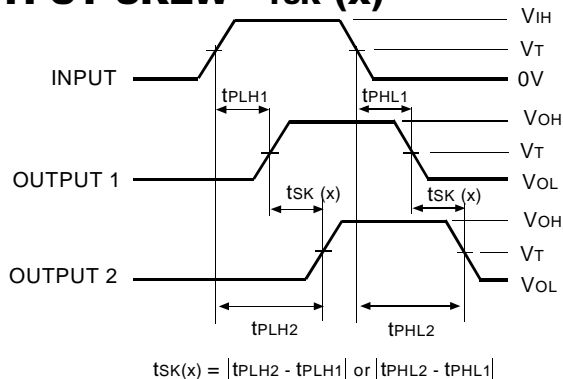 SKEW - tSK (x)
VIH
VT
INPUT
0V
tPLH1
tPHL1
VOH
VT
OUTPUT 1
VOL
tSK (x)
tSK (x)
VOH
VT
OUTPUT 2
VOL
tPLH2
tPHL2
tSK(x) = |tPLH2 - tPLH1| or |tPHL2 - tPHL1|